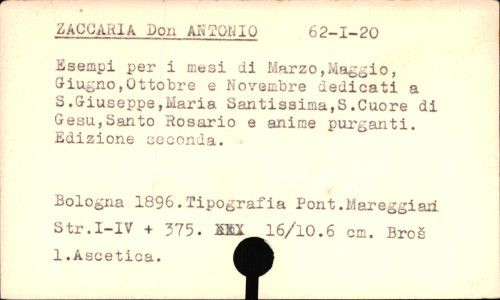 ZACCARIA Don ANTONIO 62-I-20
Esempi per i mesi di Marzo,Maggio,
Giugno,Ottobre e Novembre dedicati a
S.Giuseppe,Maria Santissima,S.Cuore di
Gesu,Santo Rosario e anime purganti.
Edizione seconda.
Bologna 1896.Tipografia Pont.Mareggiani
Str.I-IV + 375. 16/10.6 cm. Broš
1.Ascetica.